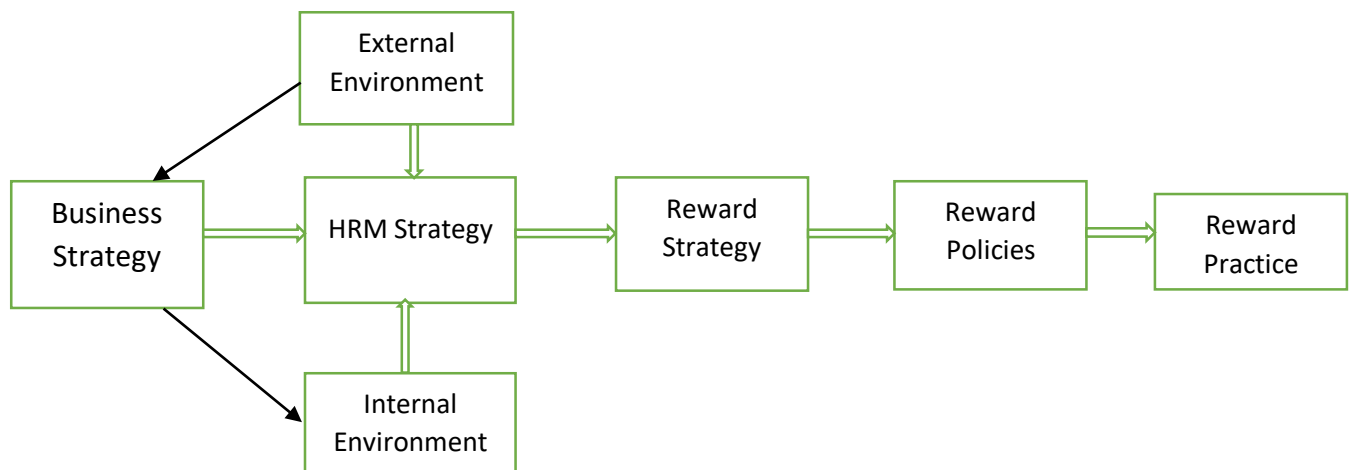 External
Environment
Business
Strategy
HRM Strategy
Reward
Strategy
Reward
Policies
Reward
Practice
Internal
Environment